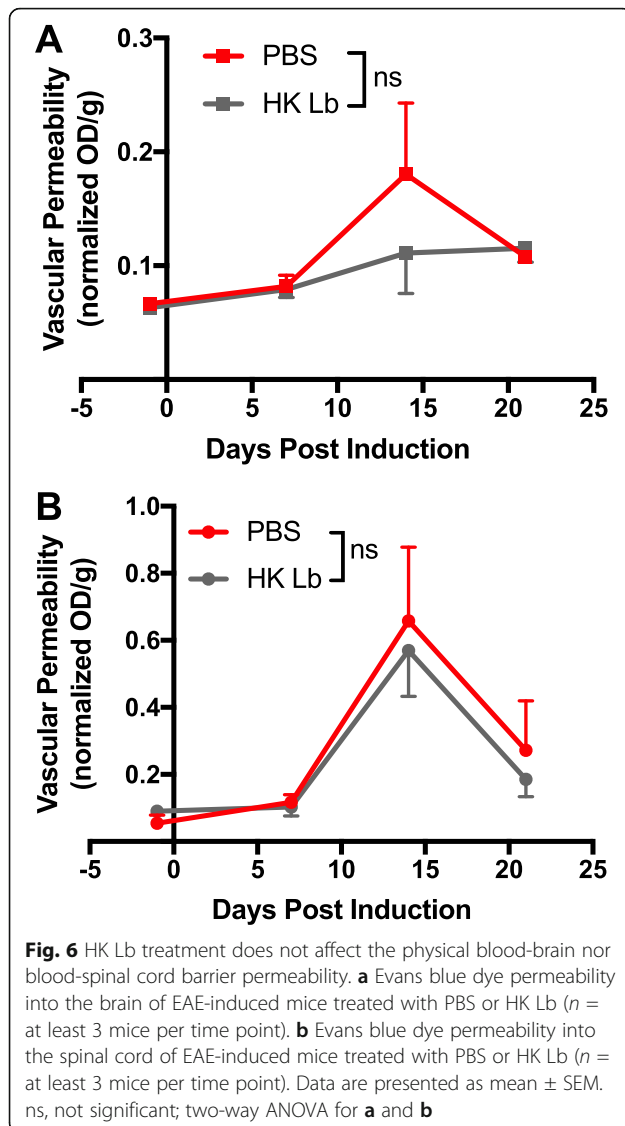 A
0.3
PBS
HK Lb
ns
0.2
0.1
Vascular Permeability
(normalized OD/g)
-5 0 5 10 15 20 25
Days Post Induction
B
1.0
PBS
HK Lb
ns
0.8
0.6
0.4
0.2
Vascular Permeability
(normalized OD/g)
-5 0 5 10 15 20 25
Days Post Induction
Fig. 6 HK Lb treatment does not affect the physical blood-brain nor
blood-spinal cord barrier permeability. a Evans blue dye permeability
into the brain of EAE-induced mice treated with PBS or HK Lb (n =
at least 3 mice per time point). b Evans blue dye permeability into
the spinal cord of EAE-induced mice treated with PBS or HK Lb (n =
at least 3 mice per time point). Data are presented as mean ± SEM.
ns, not significant; two-way ANOVA for a and b